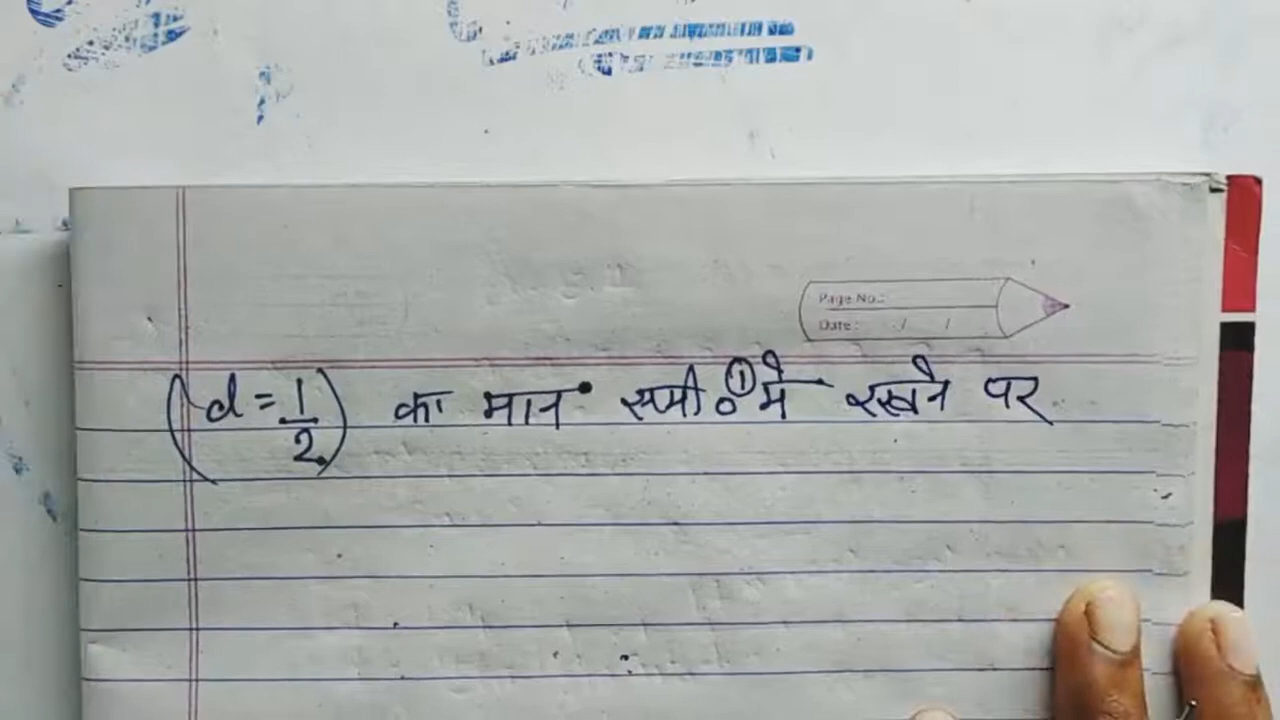 Page No.:
Date: / /
(d = 1/2) का मान समी० ① में रखने पर